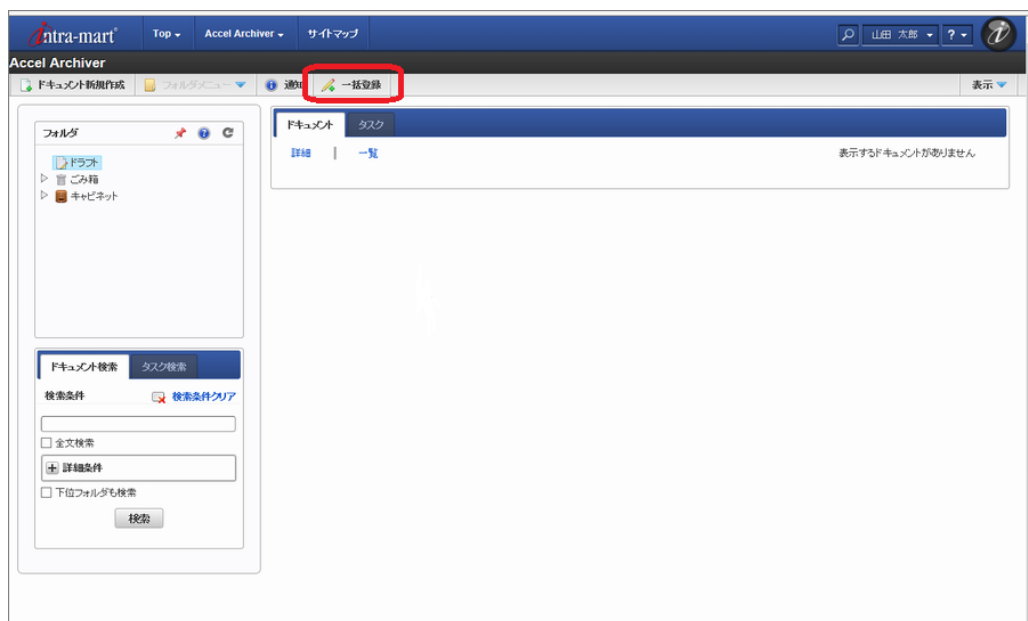 intra-mart Top Accel Archiver サイトマップ 山田 太郎 ?
Accel Archiver
ドキュメント新規作成 フォルダメニュー 通知 一括登録 表示
フォルダ
ドラフト
ごみ箱
キャビネット
ドキュメント タスク
詳細 | 一覧 表示するドキュメントがありません
ドキュメント検索 タスク検索
検索条件 検索条件クリア
全文検索
詳細条件
下位フォルダも検索
検索